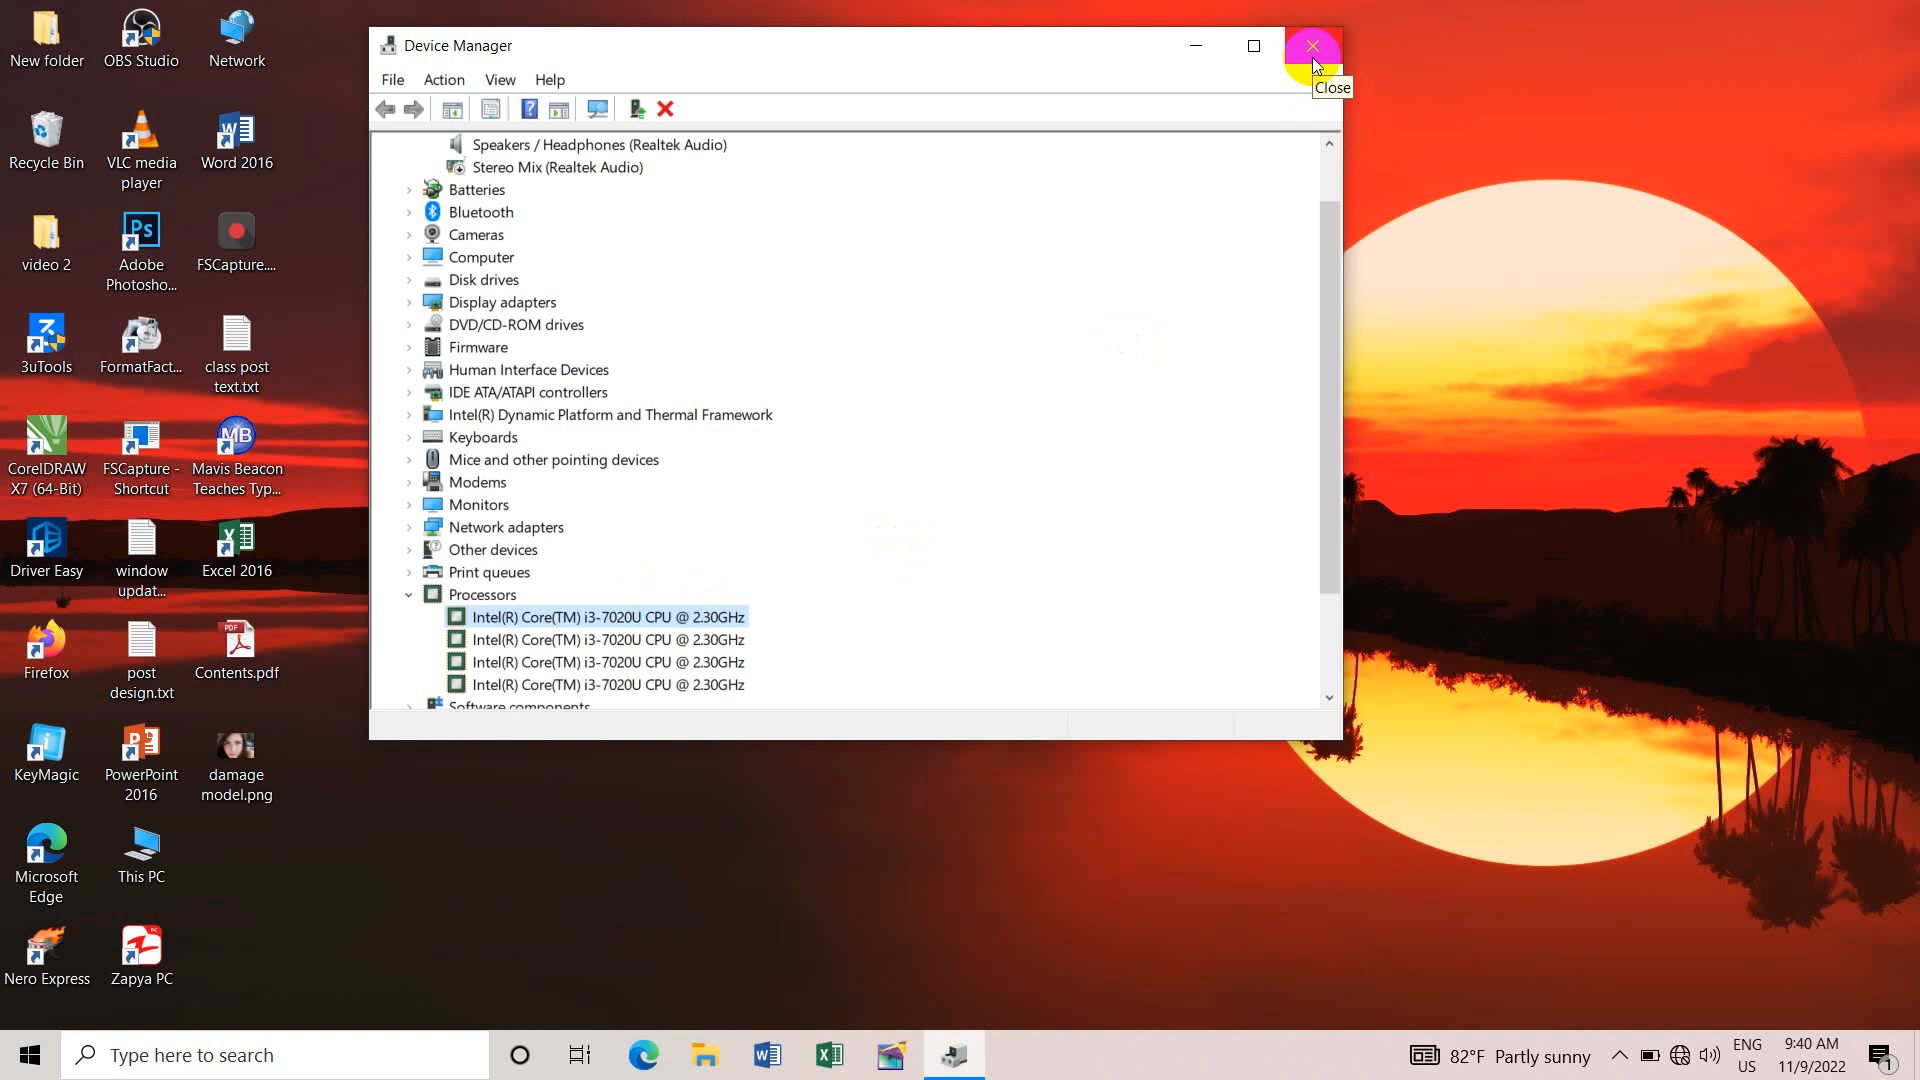 New folder
OBS Studio
Network
Recycle Bin
VLC media
player
Word 2016
video 2
Adobe
Photosho...
FSCapture....
3uTools
FormatFact...
class post
text.txt
CorelDRAW
X7 (64-Bit)
FSCapture -
Shortcut
Mavis Beacon
Teaches Typ...
Driver Easy
window
updat...
Excel 2016
Firefox
post
design.txt
Contents.pdf
KeyMagic
PowerPoint
2016
damage
model.png
Microsoft
Edge
This PC
Nero Express
Zapya PC
Device Manager
Close
File Action View Help
Speakers / Headphones (Realtek Audio)
Stereo Mix (Realtek Audio)
Batteries
Bluetooth
Cameras
Computer
Disk drives
Display adapters
DVD/CD-ROM drives
Firmware
Human Interface Devices
IDE ATA/ATAPI controllers
Intel(R) Dynamic Platform and Thermal Framework
Keyboards
Mice and other pointing devices
Modems
Monitors
Network adapters
Other devices
Print queues
Processors
Intel(R) Core(TM) i3-7020U CPU @ 2.30GHz
Intel(R) Core(TM) i3-7020U CPU @ 2.30GHz
Intel(R) Core(TM) i3-7020U CPU @ 2.30GHz
Intel(R) Core(TM) i3-7020U CPU @ 2.30GHz
Software components
Type here to search
82°F Partly sunny
ENG
US
9:40 AM
11/9/2022
1